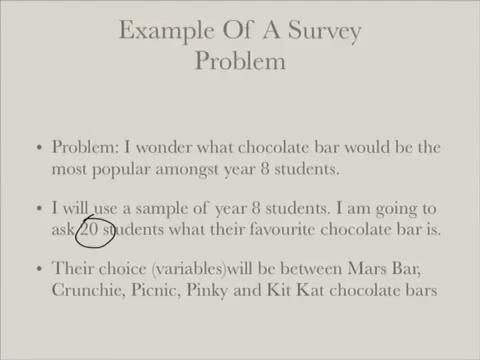 Example Of A Survey
Problem
• Problem: I wonder what chocolate bar would be the
most popular amongst year 8 students.
• I will use a sample of year 8 students. I am going to
ask 20 students what their favourite chocolate bar is.
• Their choice (variables)will be between Mars Bar,
Crunchie, Picnic, Pinky and Kit Kat chocolate bars